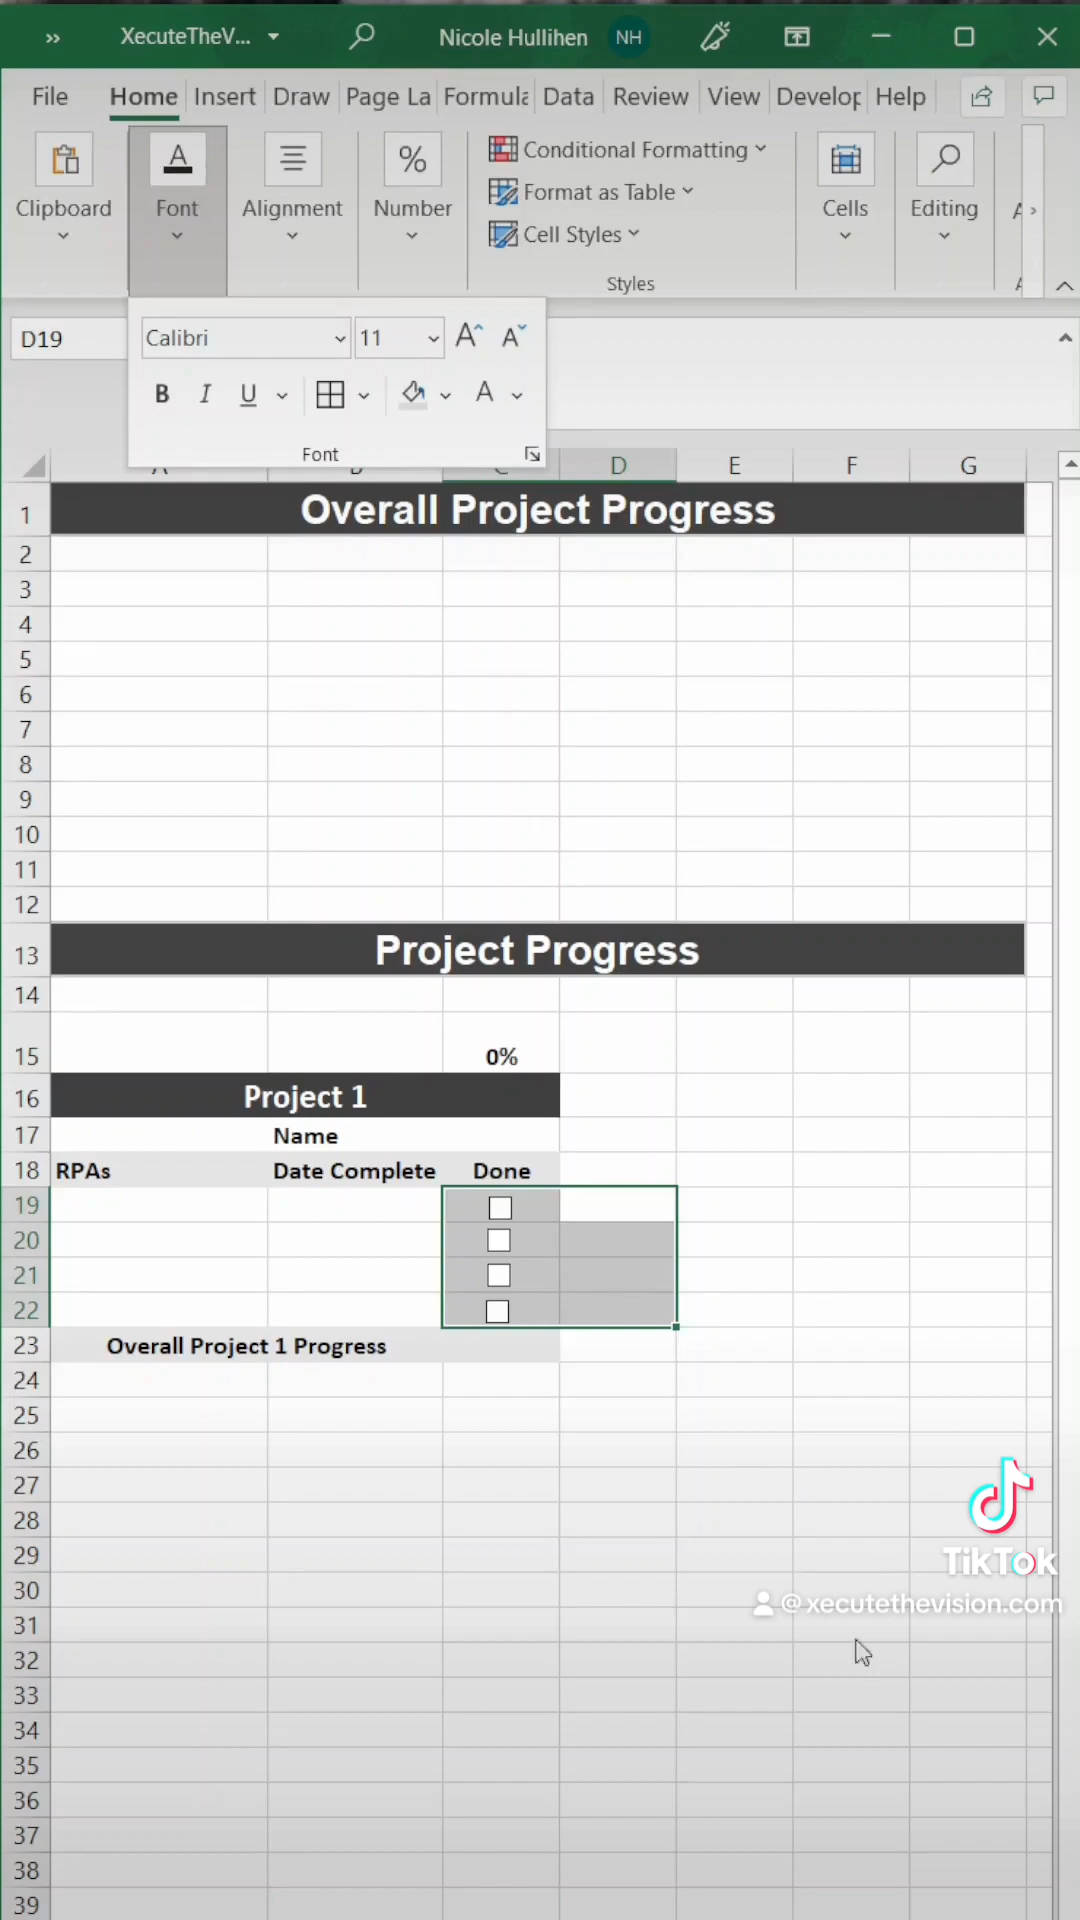 XecuteTheV...
Nicole Hullihen NH
File Home Insert Draw Page La Formula Data Review View Develop Help
Clipboard
Font
Alignment
%
Number
Conditional Formatting
Format as Table
Cell Styles
Styles
Cells
Editing
D19
Calibri 11 A A
B I U A
Font
C D E F G
1 Overall Project Progress
2
3
4
5
6
7
8
9
10
11
12
13 Project Progress
14
15 0%
16 Project 1
17 Name
18 RPAs Date Complete Done
19
20
21
22
23 Overall Project 1 Progress
24
25
26
27
28
29
30
31
32
33
34
35
36
37
38
39
TikTok
@xecutethevision.com